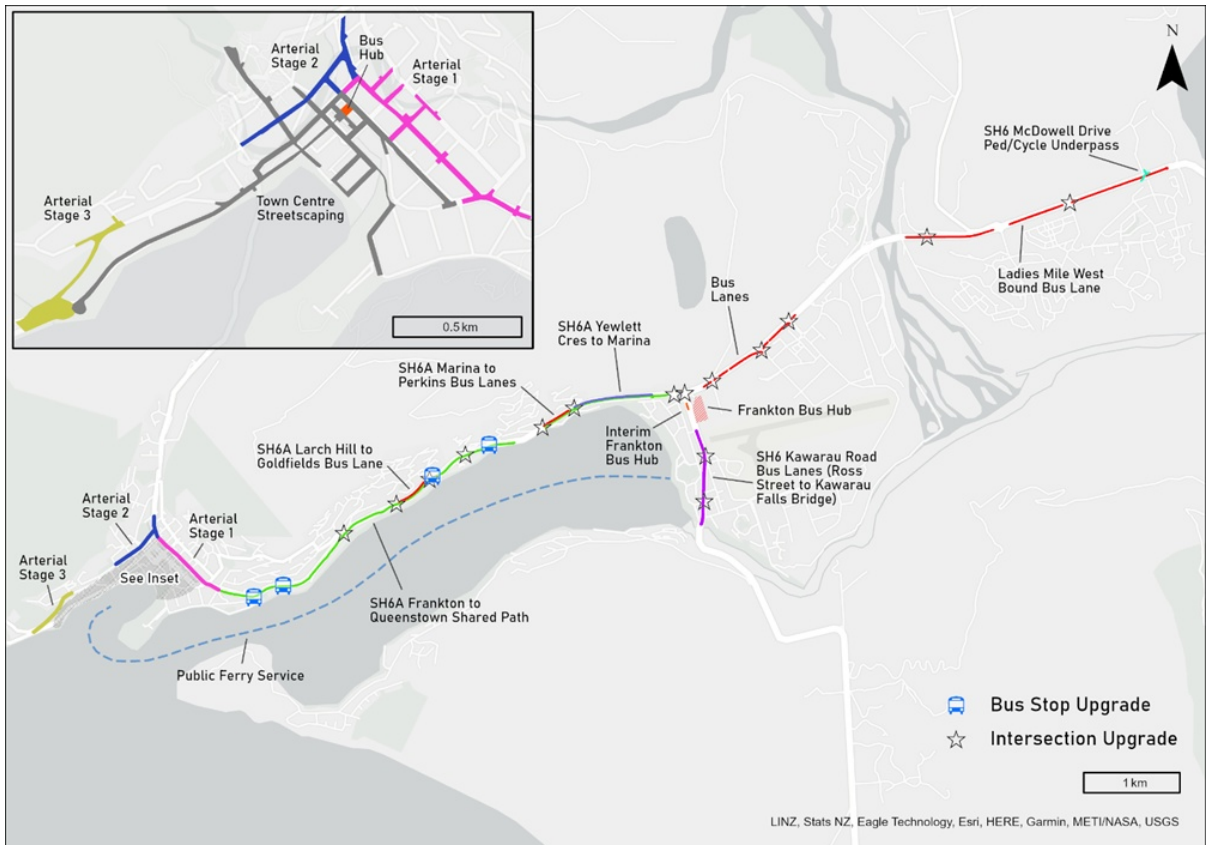 Arterial
Stage 2
Bus
Hub
Arterial
Stage 1
Arterial
Stage 3
Town Centre
Streetscaping
0.5 km
N
SH6 McDowell Drive
Ped/Cycle Underpass
Ladies Mile West
Bound Bus Lane
Bus
Lanes
SH6A Yewlett
Cres to Marina
SH6A Marina to
Perkins Bus Lanes
Frankton Bus Hub
Interim
Frankton
Bus Hub
SH6A Larch Hill to
Goldfields Bus Lane
SH6 Kawarau Road
Bus Lanes (Ross
Street to Kawarau
Falls Bridge)
Arterial
Stage 2
Arterial
Stage 1
Arterial
Stage 3
See Inset
SH6A Frankton to
Queenstown Shared Path
Public Ferry Service
Bus Stop Upgrade
Intersection Upgrade
1 km
LINZ, Stats NZ, Eagle Technology, Esri, HERE, Garmin, METI/NASA, USGS